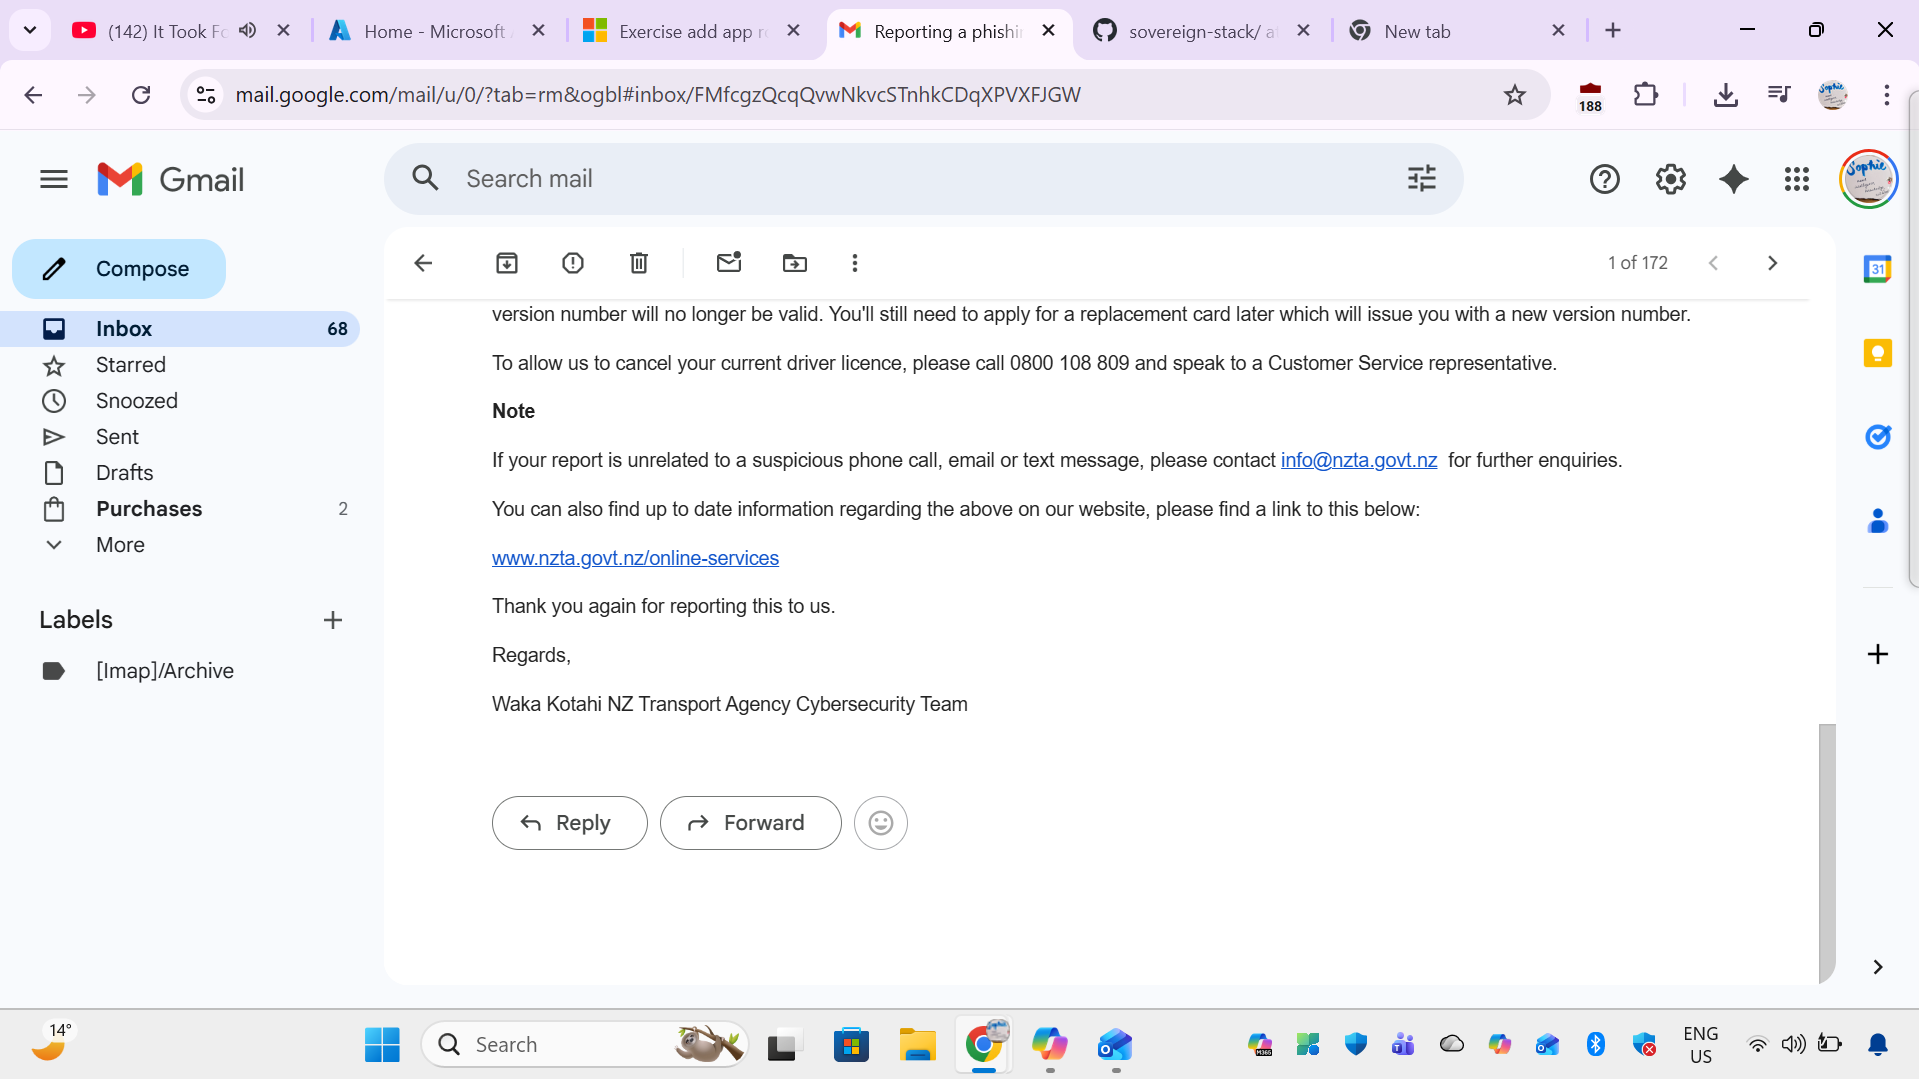 (142) It Took Fo
Home - Microsoft
Exercise add app r
Reporting a phishi
sovereign-stack/ a
New tab
mail.google.com/mail/u/0/?tab=rm&ogbl#inbox/FMfcgzQcqQvwNkvcSTnhkCDqXPVXFJGW
188
Gmail
Search mail
Sophie
Compose
1 of 172
31
Inbox 68
Starred
Snoozed
Sent
Drafts
Purchases 2
More
Labels
[Imap]/Archive
version number will no longer be valid. You'll still need to apply for a replacement card later which will issue you with a new version number.
To allow us to cancel your current driver licence, please call 0800 108 809 and speak to a Customer Service representative.
Note
If your report is unrelated to a suspicious phone call, email or text message, please contact info@nzta.govt.nz for further enquiries.
You can also find up to date information regarding the above on our website, please find a link to this below:
www.nzta.govt.nz/online-services
Thank you again for reporting this to us.
Regards,
Waka Kotahi NZ Transport Agency Cybersecurity Team
Reply
Forward
14°
Search
M365
ENG
US